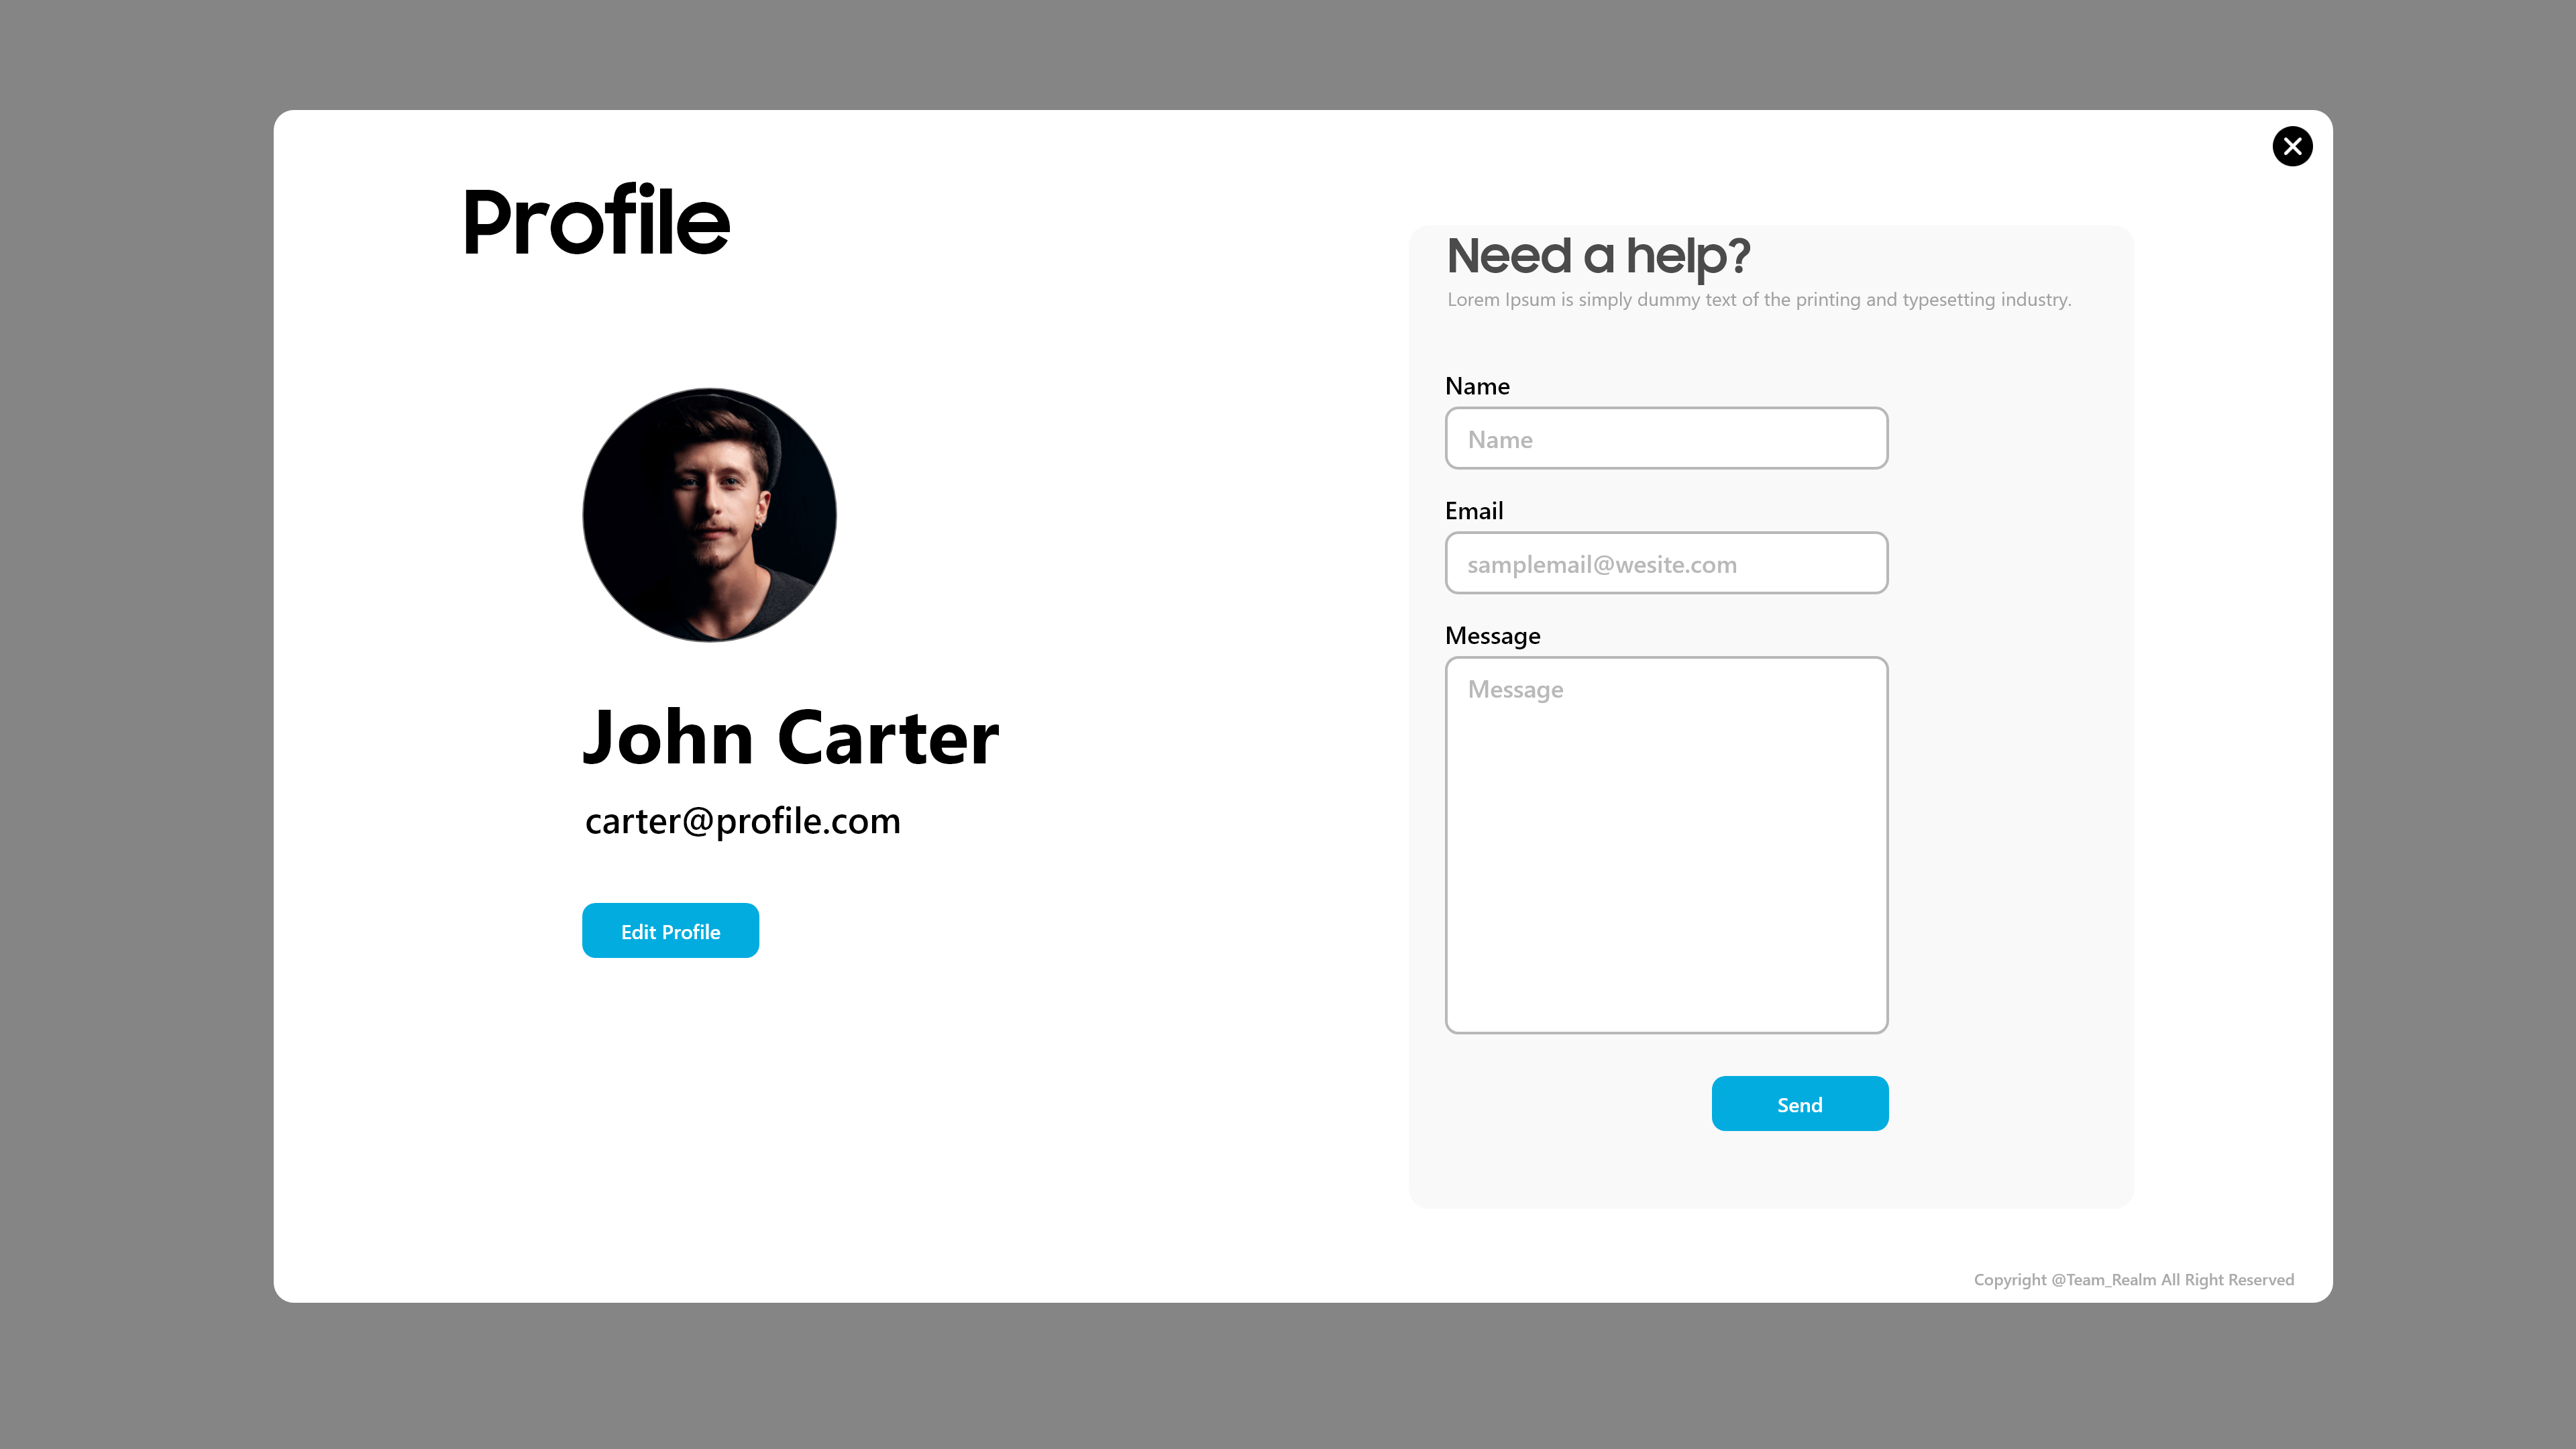 Profile
John Carter
carter@profile.com
Edit Profile
Need a help?
Lorem Ipsum is simply dummy text of the printing and typesetting industry.
Name
Name
Email
samplemail@wesite.com
Message
Message
Send
Copyright @Team_Realm All Right Reserved